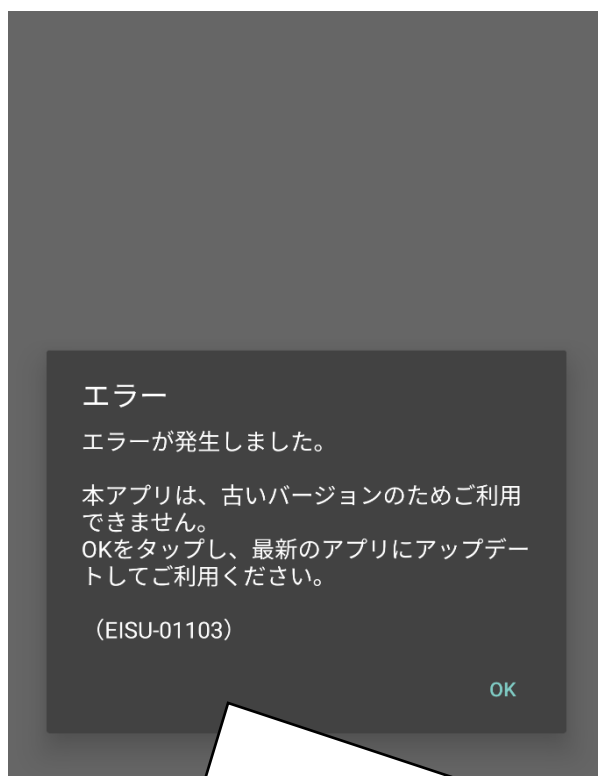 エラー
エラーが発生しました。
本アプリは、古いバージョンのためご利用
できません。
OKをタップし、最新のアプリにアップデー
トしてご利用ください。
（EISU-01103）
OK